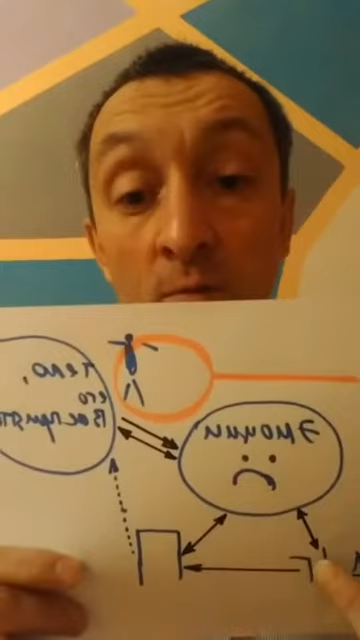 Тело,
его
Эмоции